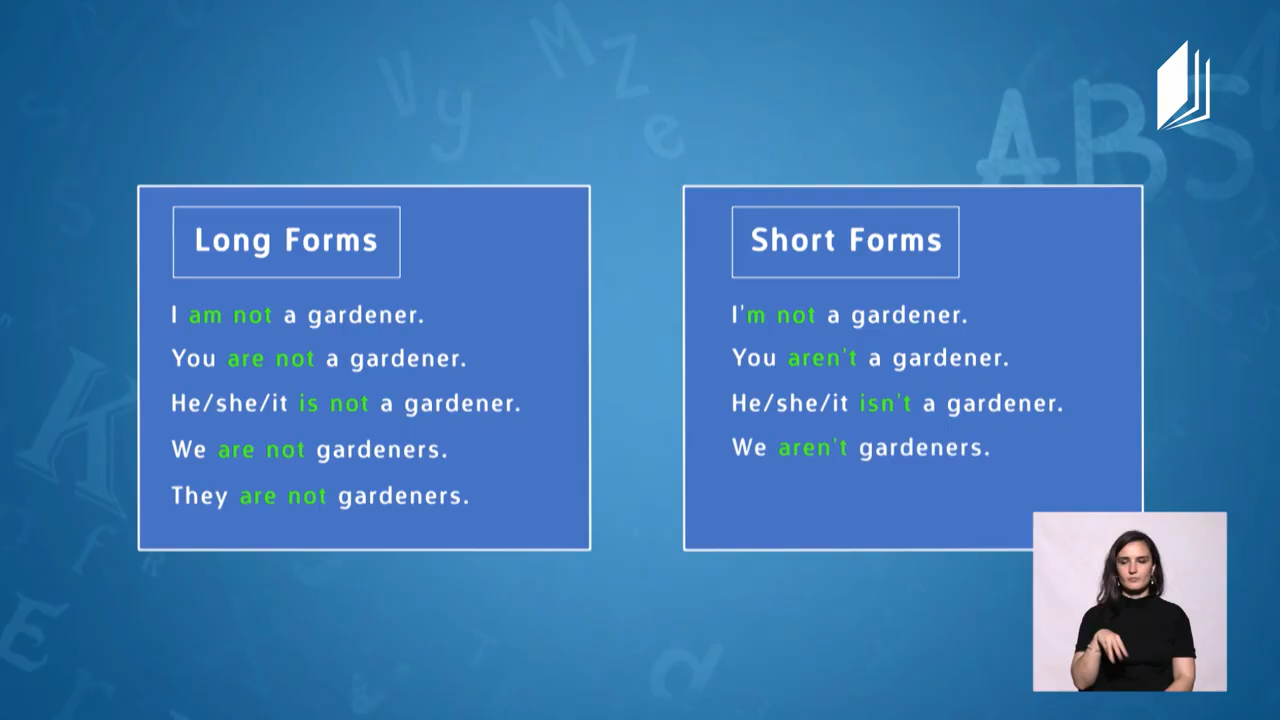 Long Forms
I am not a gardener.
You are not a gardener.
He/she/it is not a gardener.
We are not gardeners.
They are not gardeners.
Short Forms
I'm not a gardener.
You aren't a gardener.
He/she/it isn't a gardener.
We aren't gardeners.